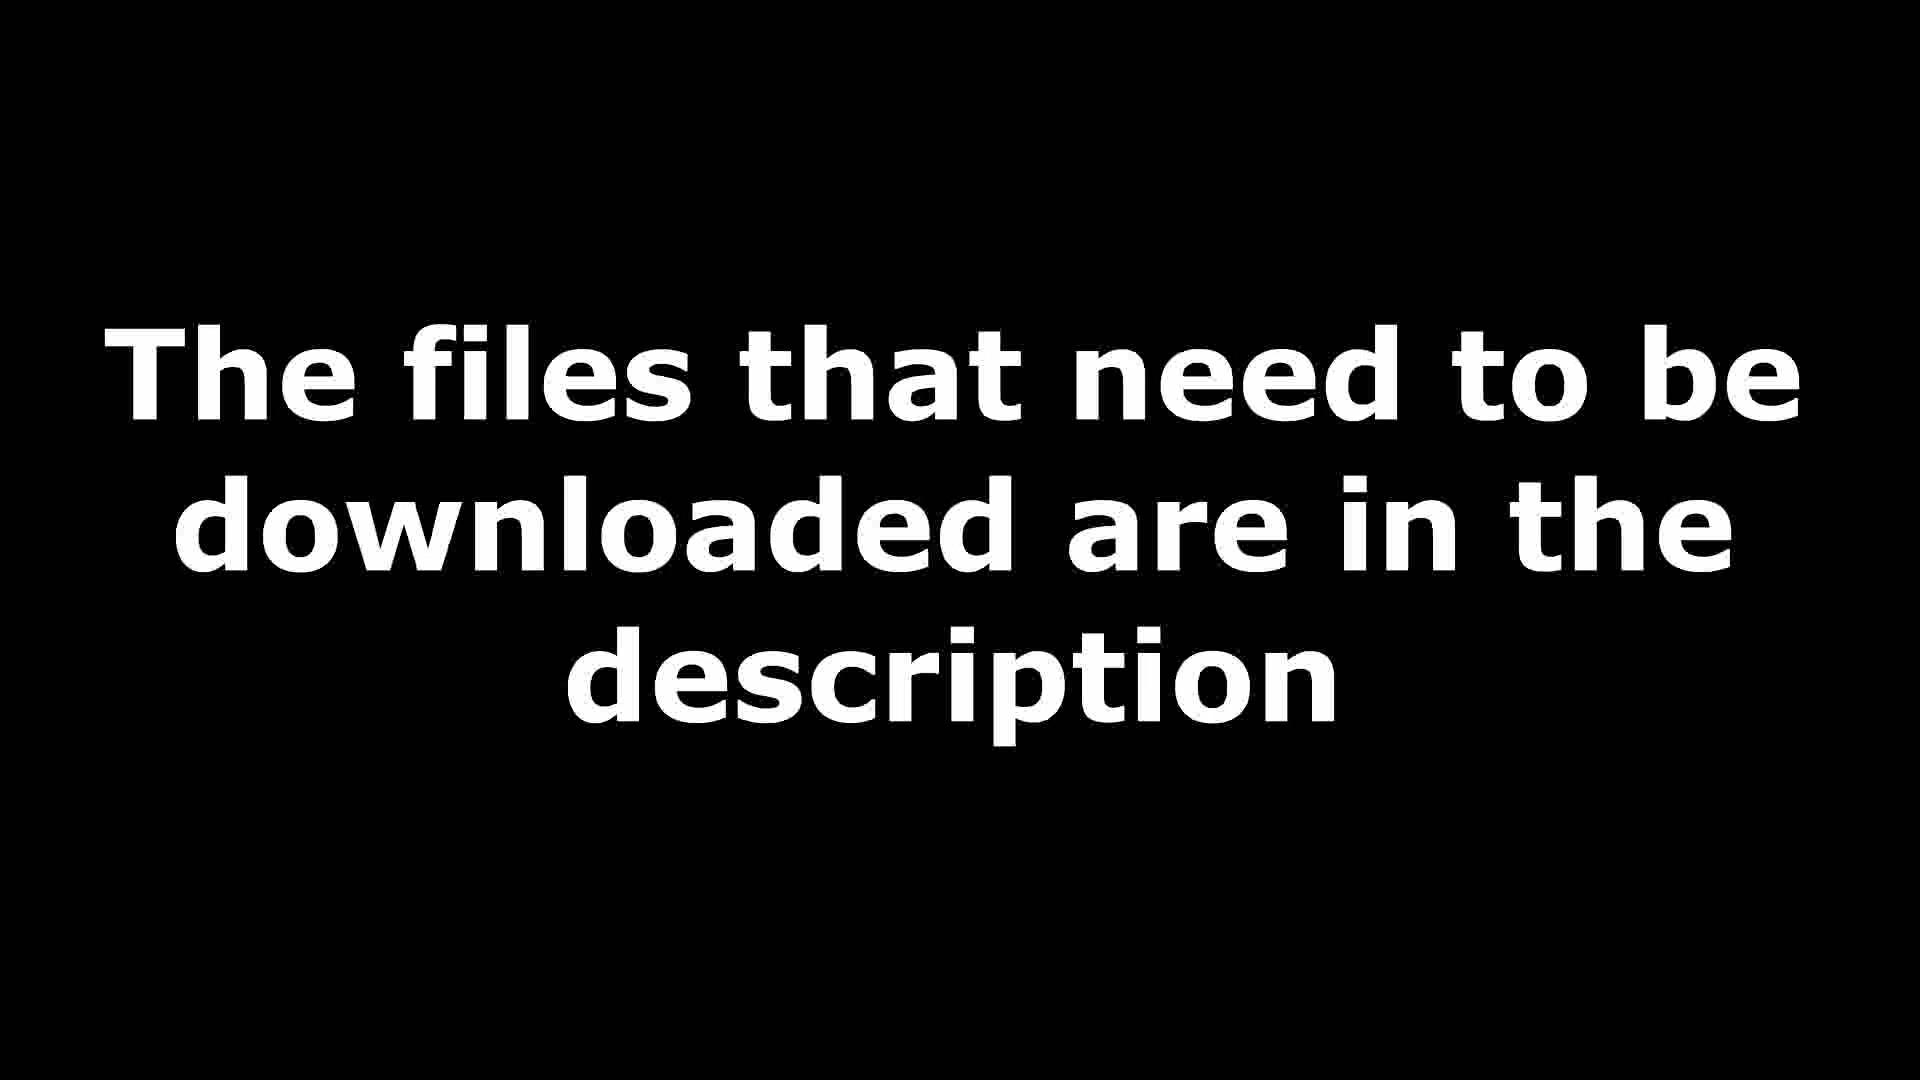 The files that need to be
downloaded are in the
description